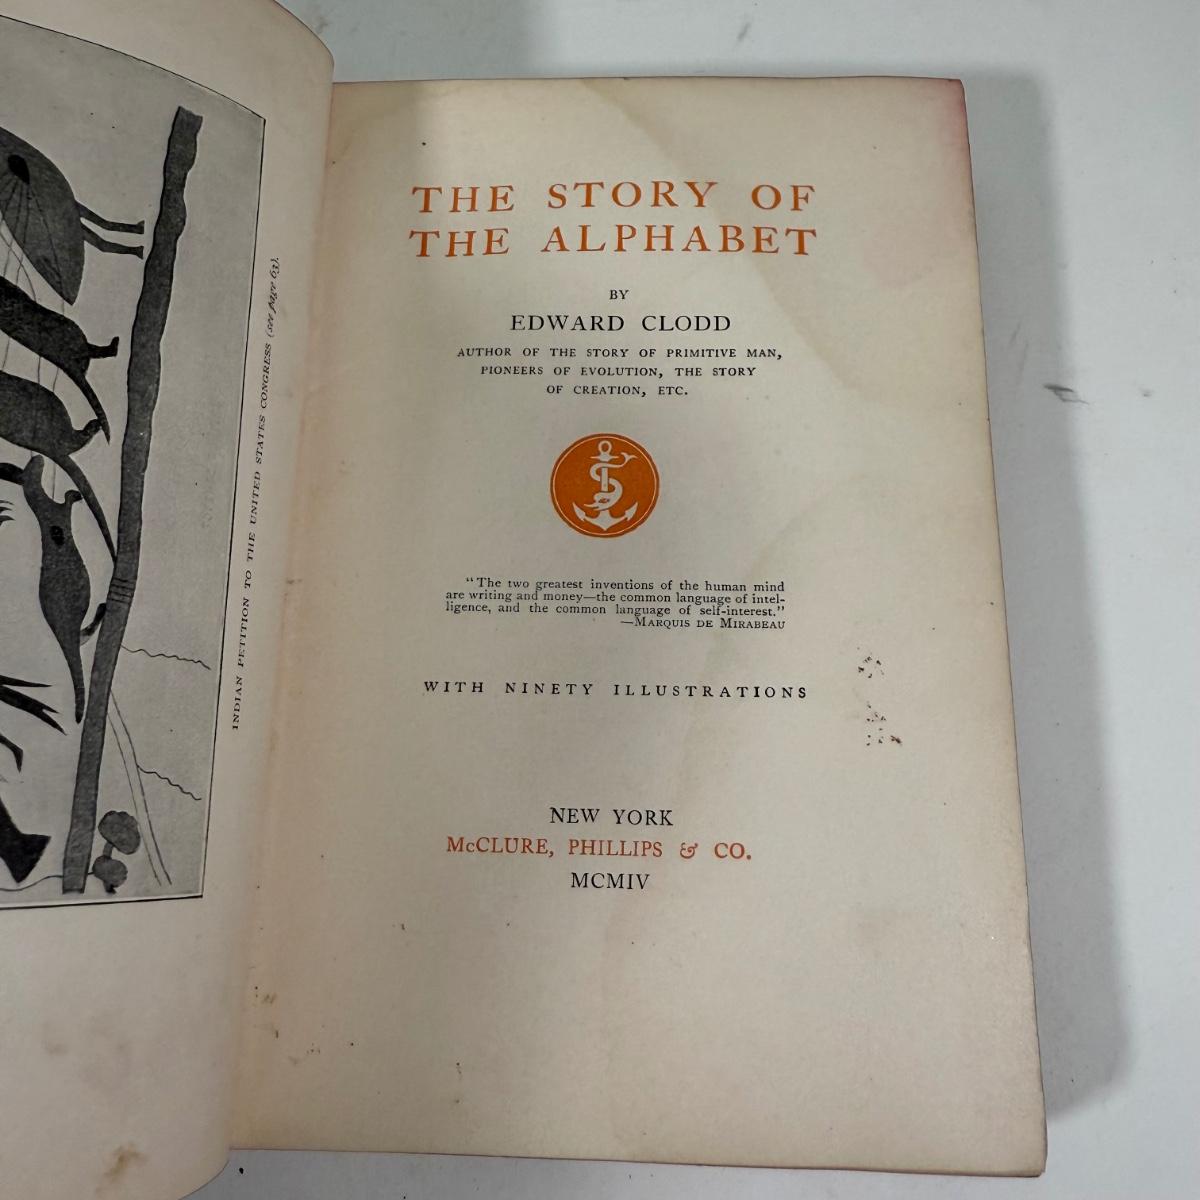 INDIAN PETITION TO THE UNITED STATES CONGRESS (see page 63).
THE STORY OF
THE ALPHABET
BY
EDWARD CLODD
AUTHOR OF THE STORY OF PRIMITIVE MAN,
PIONEERS OF EVOLUTION, THE STORY
OF CREATION, ETC.
“The two greatest inventions of the human mind
are writing and money—the common language of intel-
ligence, and the common language of self-interest.”
—MARQUIS DE MIRABEAU
WITH NINETY ILLUSTRATIONS
NEW YORK
McCLURE, PHILLIPS & CO.
MCMIV